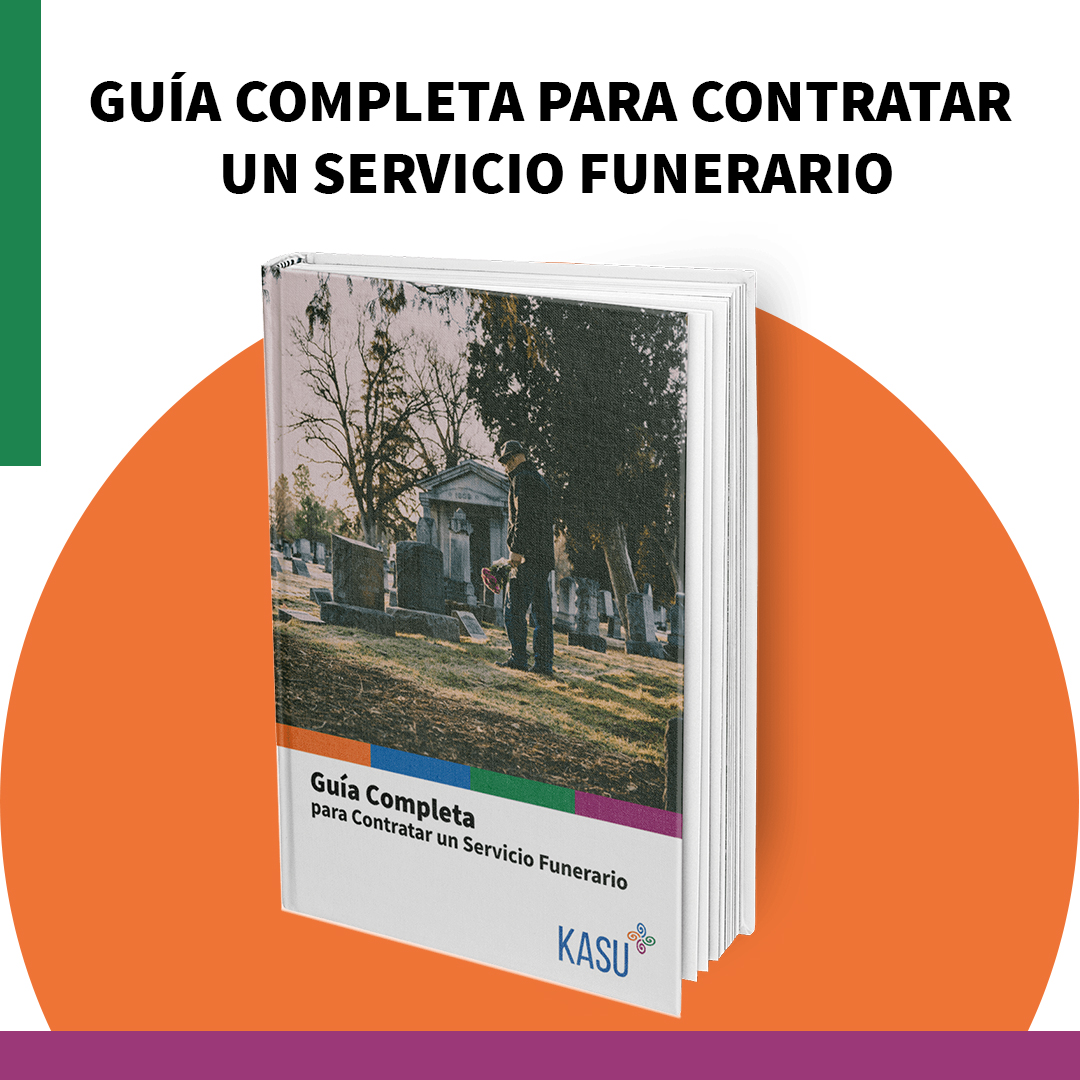 GUÍA COMPLETA PARA CONTRATAR
UN SERVICIO FUNERARIO
Guía Completa
para Contratar un Servicio Funerario
KASU